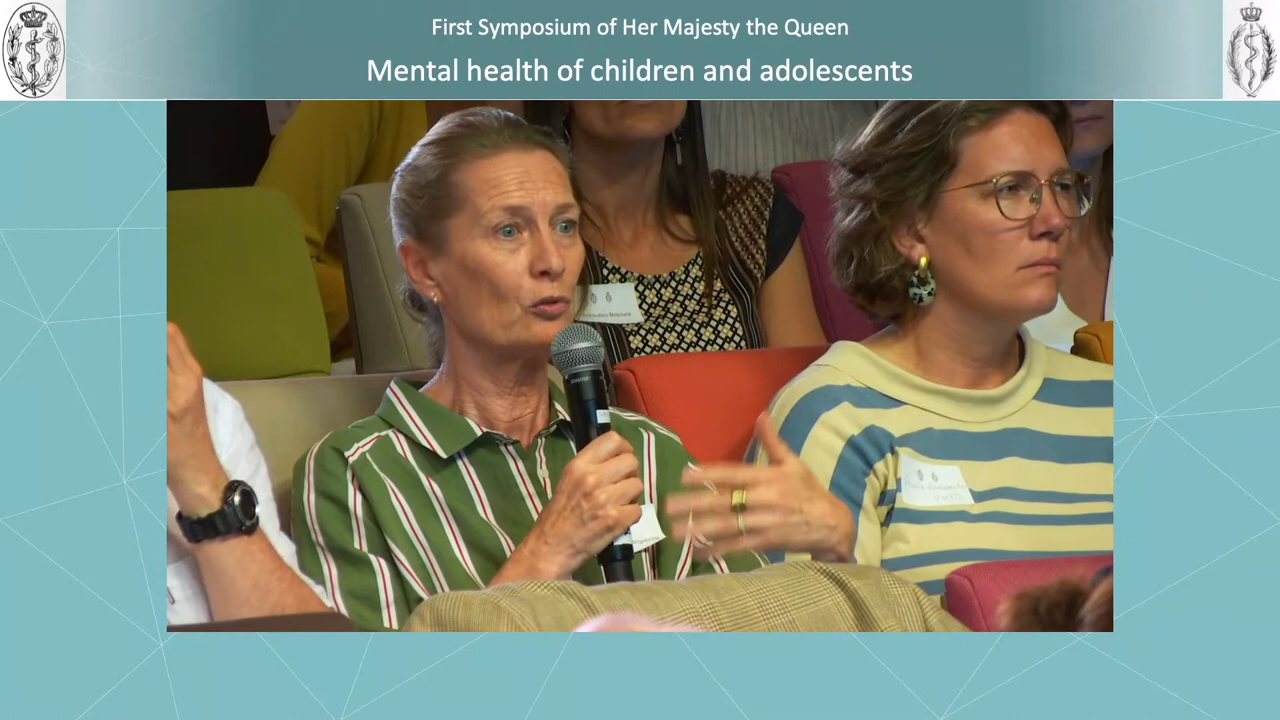 First Symposium of Her Majesty the Queen
Mental health of children and adolescents